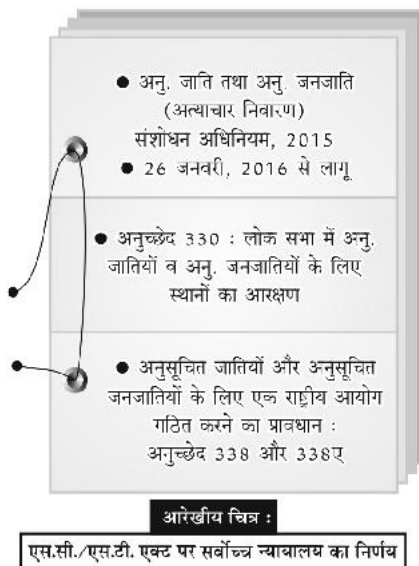 ● अनु. जाति तथा अनु. जनजाति
(अत्याचार निवारण)
संशोधन अधिनियम, 2015
● 26 जनवरी, 2016 से लागू
● अनुच्छेद 330 : लोक सभा में अनु.
जातियों व अनु. जनजातियों के लिए
स्थानों का आरक्षण
● अनुसूचित जातियों और अनुसूचित
जनजातियों के लिए एक राष्ट्रीय आयोग
गठित करने का प्रावधान :
अनुच्छेद 338 और 338ए
आरेखीय चित्र :
एस.सी./एस.टी. एक्ट पर सर्वोच्च न्यायालय का निर्णय